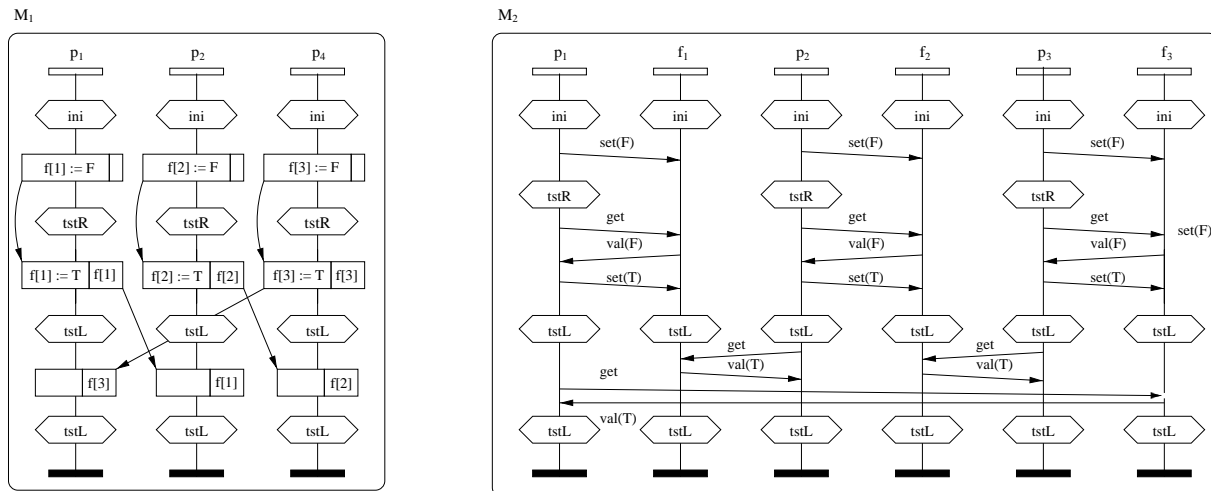 M₁ M₂
p₁ p₂ p₄ p₁ f₁ p₂ f₂ p₃ f₃
ini ini ini ini ini ini ini ini ini
set(F) set(F) set(F)
f[1] := F f[2] := F f[3] := F
tstR tstR tstR tstR tstR tstR
get get get set(F)
val(F) val(F) val(F)
f[1] := T f[1] f[2] := T f[2] f[3] := T f[3] set(T) set(T) set(T)
tstL tstL tstL tstL tstL tstL tstL tstL tstL
get get
val(T) val(T)
f[3] f[1] f[2] get
val(T)
tstL tstL tstL tstL tstL tstL tstL tstL tstL